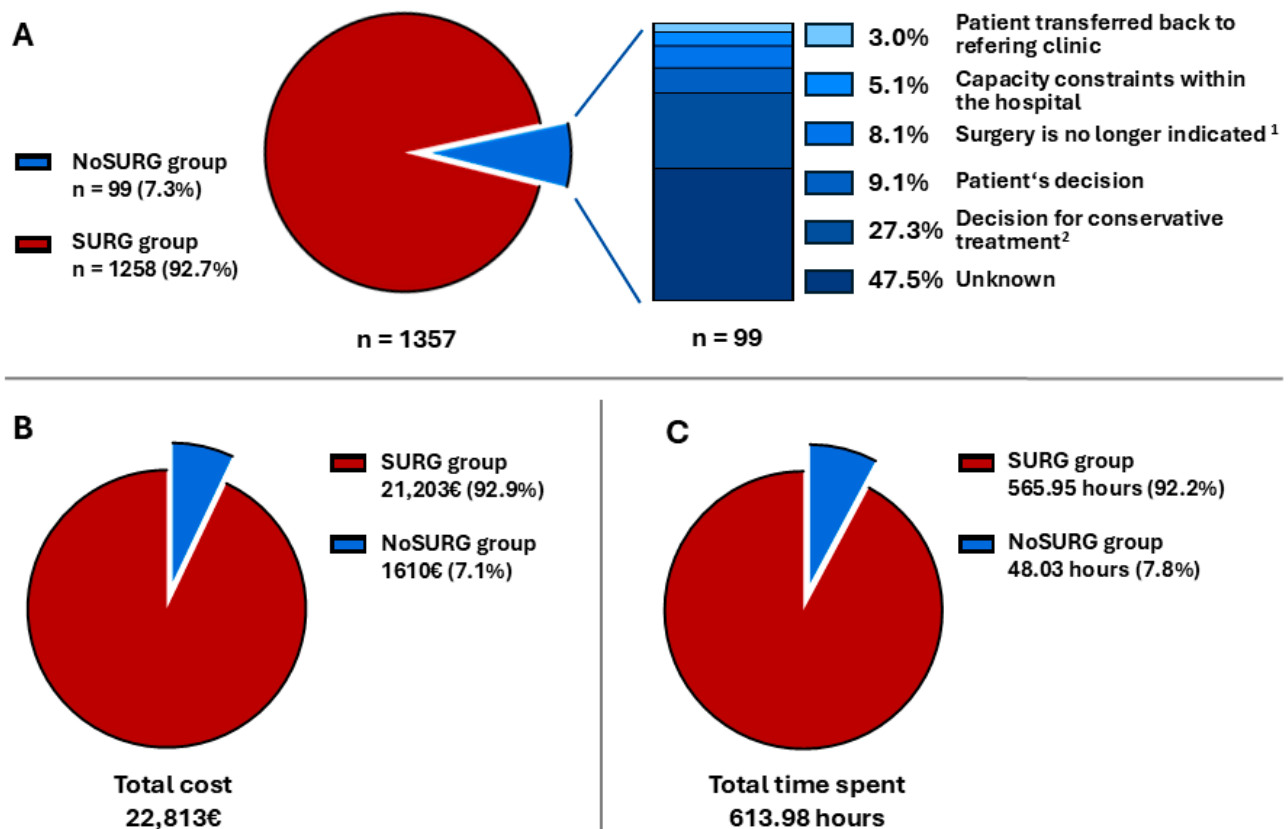 A
NoSURG group
n = 99 (7.3%)
SURG group
n = 1258 (92.7%)
n = 1357
3.0% Patient transferred back to
refering clinic
5.1% Capacity constraints within
the hospital
8.1% Surgery is no longer indicated ¹
9.1% Patient‘s decision
27.3% Decision for conservative
treatment²
47.5% Unknown
n = 99
B
SURG group
21,203€ (92.9%)
NoSURG group
1610€ (7.1%)
Total cost
22,813€
C
SURG group
565.95 hours (92.2%)
NoSURG group
48.03 hours (7.8%)
Total time spent
613.98 hours